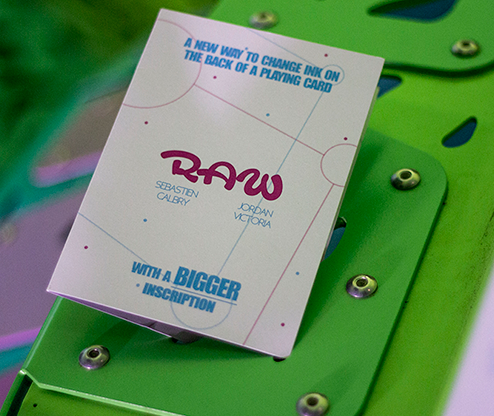 A NEW WAY TO CHANGE INK ON
THE BACK OF A PLAYING CARD
RAW
SEBASTIEN
CALBRY
JORDAN
VICTORIA
WITH A BIGGER
INSCRIPTION